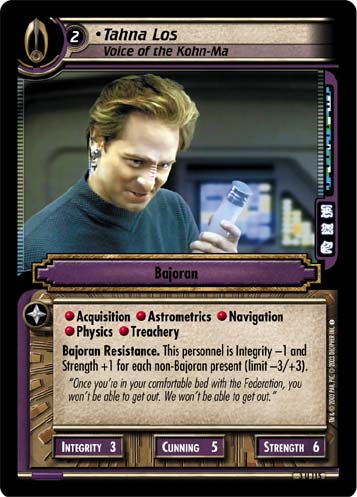 2
•Tahna Los
Voice of the Kohn-Ma
Bajoran
Acquisition Astrometrics Navigation
Physics Treachery
Bajoran Resistance. This personnel is Integrity –1 and
Strength +1 for each non-Bajoran present (limit –3/+3).
"Once you're in your comfortable bed with the Federation, you
won't be able to get out. We won't be able to get out."
INTEGRITY 3 CUNNING 5 STRENGTH 6
3 U 115